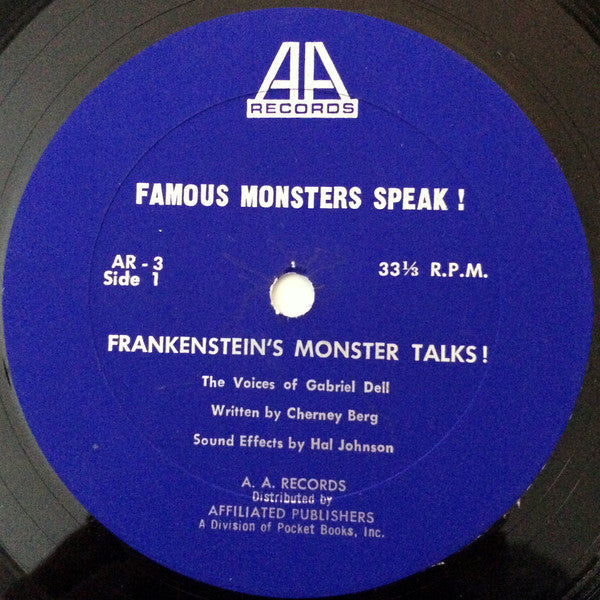 AA
RECORDS
FAMOUS MONSTERS SPEAK !
AR - 3
Side 1
33⅓ R.P.M.
FRANKENSTEIN'S MONSTER TALKS !
The Voices of Gabriel Dell
Written by Cherney Berg
Sound Effects by Hal Johnson
A. A. RECORDS
Distributed by
AFFILIATED PUBLISHERS
A Division of Pocket Books, Inc.